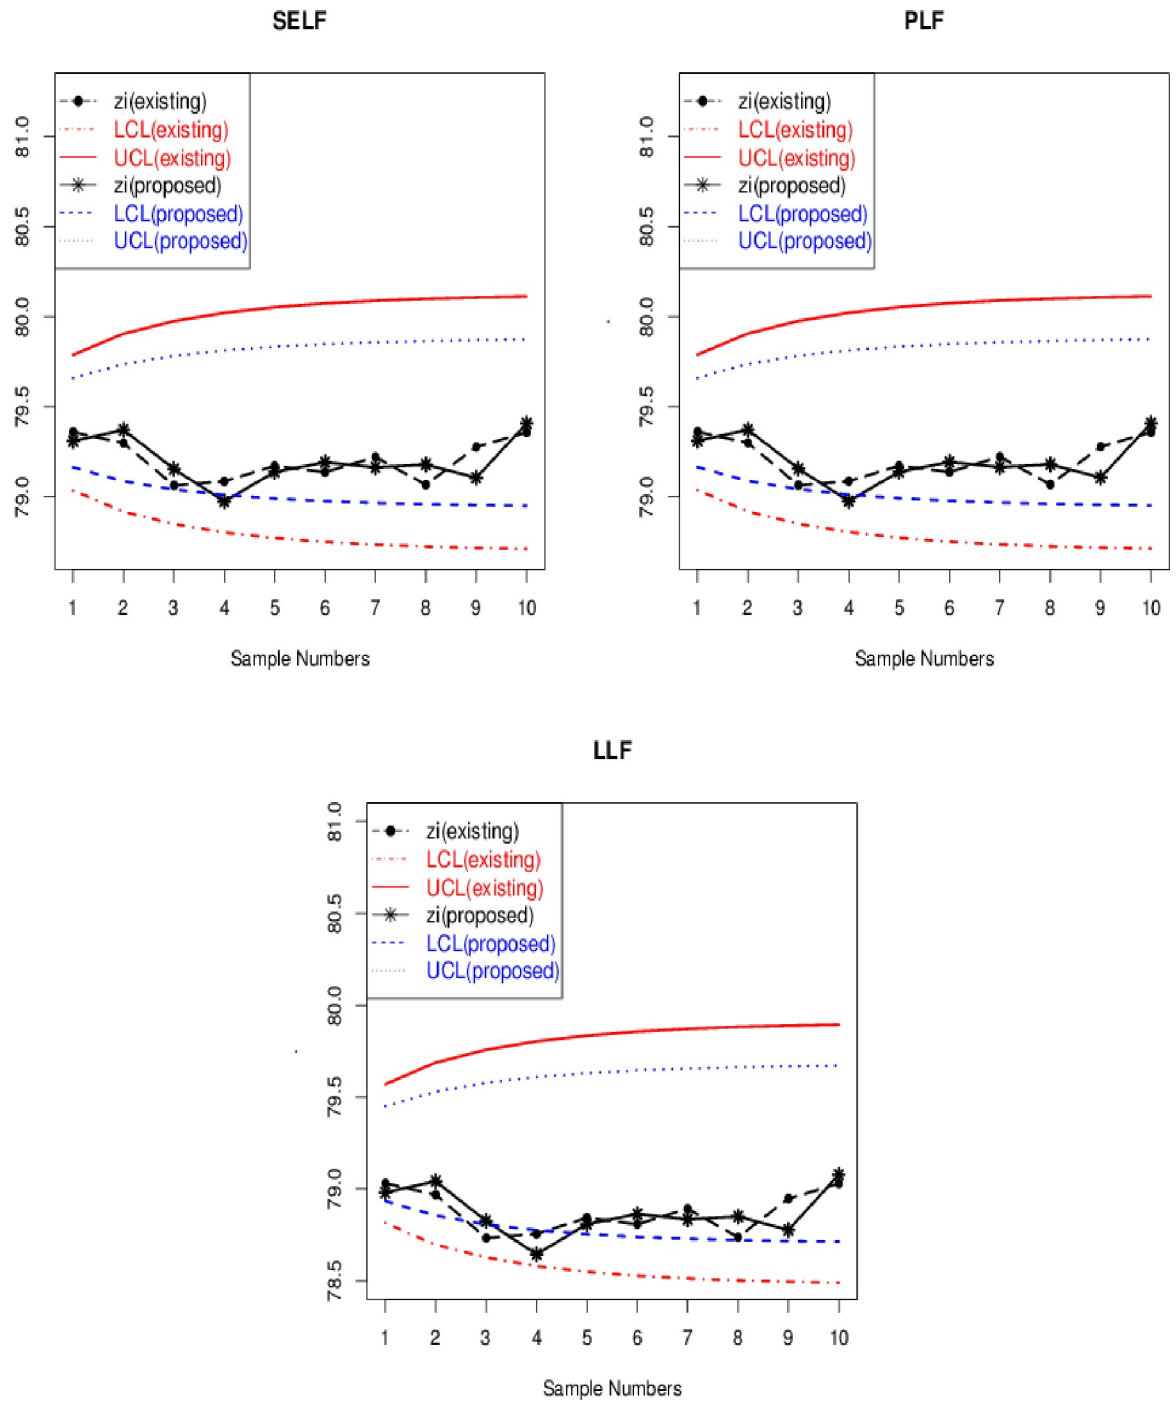 SELF
zi(existing)
LCL(existing)
UCL(existing)
zi(proposed)
LCL(proposed)
UCL(proposed)
81.0
80.5
80.0
79.5
79.0
1 2 3 4 5 6 7 8 9 10
Sample Numbers
PLF
zi(existing)
LCL(existing)
UCL(existing)
zi(proposed)
LCL(proposed)
UCL(proposed)
81.0
80.5
80.0
79.5
79.0
1 2 3 4 5 6 7 8 9 10
Sample Numbers
LLF
zi(existing)
LCL(existing)
UCL(existing)
zi(proposed)
LCL(proposed)
UCL(proposed)
81.0
80.5
80.0
79.5
79.0
78.5
1 2 3 4 5 6 7 8 9 10
Sample Numbers